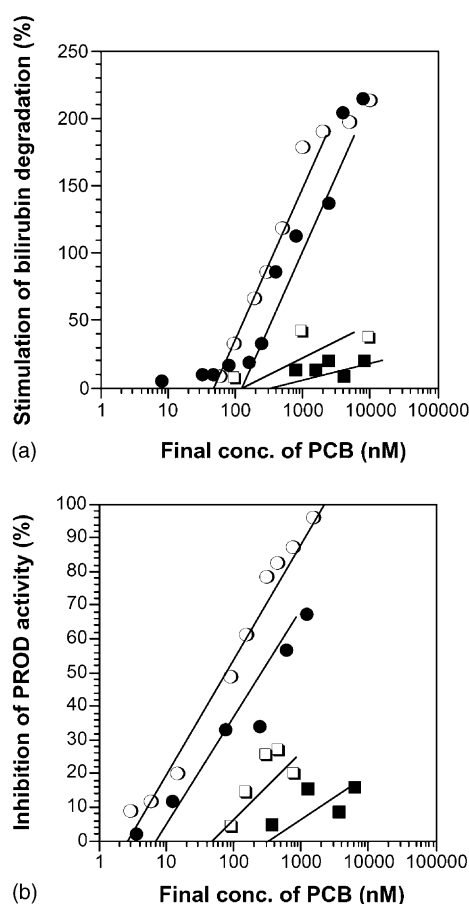 Stimulation of bilirubin degradation (%)
250
200
150
100
50
0
1 10 100 1000 10000 100000
(a)
Final conc. of PCB (nM)
Inhibition of PROD activity (%)
100
90
80
70
60
50
40
30
20
10
0
1 10 100 1000 10000 100000
(b)
Final conc. of PCB (nM)